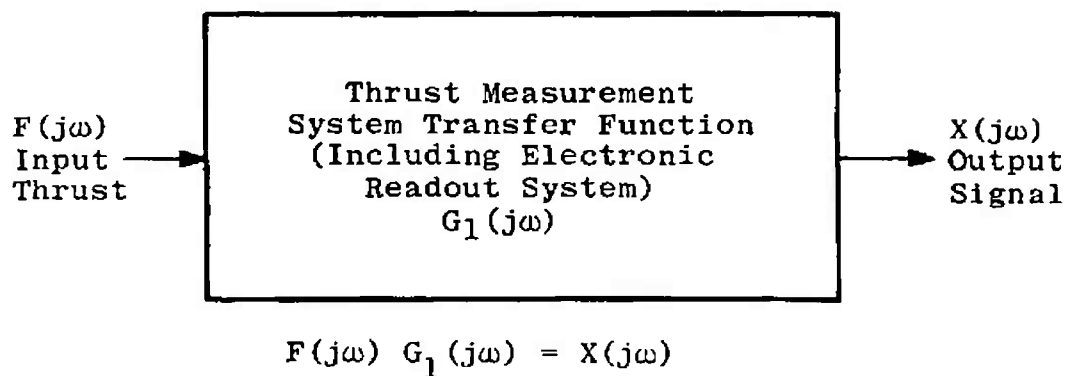 F(jω)
Input
Thrust
Thrust Measurement
System Transfer Function
(Including Electronic
Readout System)
G1(jω)
X(jω)
Output
Signal
F(jω) G1(jω) = X(jω)